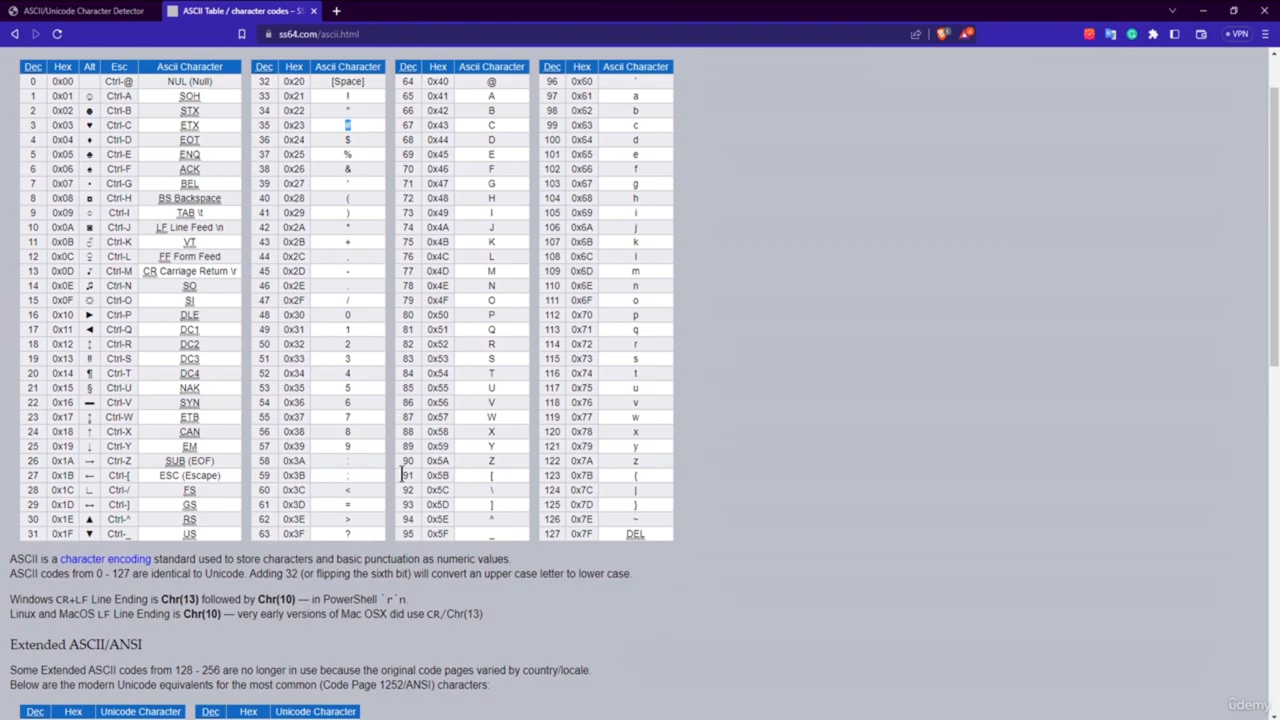 ASCII/Unicode Character Detector
ASCII Table / character codes – SS
ss64.com/ascii.html
VPN
Dec Hex Alt Esc Ascii Character Dec Hex Ascii Character Dec Hex Ascii Character Dec Hex Ascii Character
0 0x00 Ctrl-@ NUL (Null) 32 0x20 [Space] 64 0x40 @ 96 0x60 `
1 0x01 ☺ Ctrl-A SOH 33 0x21 ! 65 0x41 A 97 0x61 a
2 0x02 ☻ Ctrl-B STX 34 0x22 " 66 0x42 B 98 0x62 b
3 0x03 ♥ Ctrl-C ETX 35 0x23 # 67 0x43 C 99 0x63 c
4 0x04 ♦ Ctrl-D EOT 36 0x24 $ 68 0x44 D 100 0x64 d
5 0x05 ♣ Ctrl-E ENQ 37 0x25 % 69 0x45 E 101 0x65 e
6 0x06 ♠ Ctrl-F ACK 38 0x26 & 70 0x46 F 102 0x66 f
7 0x07 • Ctrl-G BEL 39 0x27 ' 71 0x47 G 103 0x67 g
8 0x08 ◘ Ctrl-H BS Backspace 40 0x28 ( 72 0x48 H 104 0x68 h
9 0x09 ○ Ctrl-I TAB \t 41 0x29 ) 73 0x49 I 105 0x69 i
10 0x0A ◙ Ctrl-J LF Line Feed \n 42 0x2A * 74 0x4A J 106 0x6A j
11 0x0B ♂ Ctrl-K VT 43 0x2B + 75 0x4B K 107 0x6B k
12 0x0C ♀ Ctrl-L FF Form Feed 44 0x2C , 76 0x4C L 108 0x6C l
13 0x0D ♪ Ctrl-M CR Carriage Return \r 45 0x2D - 77 0x4D M 109 0x6D m
14 0x0E ♫ Ctrl-N SO 46 0x2E . 78 0x4E N 110 0x6E n
15 0x0F ☼ Ctrl-O SI 47 0x2F / 79 0x4F O 111 0x6F o
16 0x10 ► Ctrl-P DLE 48 0x30 0 80 0x50 P 112 0x70 p
17 0x11 ◄ Ctrl-Q DC1 49 0x31 1 81 0x51 Q 113 0x71 q
18 0x12 ↕ Ctrl-R DC2 50 0x32 2 82 0x52 R 114 0x72 r
19 0x13 ‼ Ctrl-S DC3 51 0x33 3 83 0x53 S 115 0x73 s
20 0x14 ¶ Ctrl-T DC4 52 0x34 4 84 0x54 T 116 0x74 t
21 0x15 § Ctrl-U NAK 53 0x35 5 85 0x55 U 117 0x75 u
22 0x16 ▬ Ctrl-V SYN 54 0x36 6 86 0x56 V 118 0x76 v
23 0x17 ↨ Ctrl-W ETB 55 0x37 7 87 0x57 W 119 0x77 w
24 0x18 ↑ Ctrl-X CAN 56 0x38 8 88 0x58 X 120 0x78 x
25 0x19 ↓ Ctrl-Y EM 57 0x39 9 89 0x59 Y 121 0x79 y
26 0x1A → Ctrl-Z SUB (EOF) 58 0x3A : 90 0x5A Z 122 0x7A z
27 0x1B ← Ctrl-[ ESC (Escape) 59 0x3B ; 91 0x5B [ 123 0x7B {
28 0x1C ∟ Ctrl-/ FS 60 0x3C < 92 0x5C \ 124 0x7C |
29 0x1D ↔ Ctrl-] GS 61 0x3D = 93 0x5D ] 125 0x7D }
30 0x1E ▲ Ctrl-^ RS 62 0x3E > 94 0x5E ^ 126 0x7E ~
31 0x1F ▼ Ctrl-_ US 63 0x3F ? 95 0x5F _ 127 0x7F DEL
ASCII is a character encoding standard used to store characters and basic punctuation as numeric values.
ASCII codes from 0 - 127 are identical to Unicode. Adding 32 (or flipping the sixth bit) will convert an upper case letter to lower case.
Windows CR+LF Line Ending is Chr(13) followed by Chr(10) — in PowerShell `r`n.
Linux and MacOS LF Line Ending is Chr(10) — very early versions of Mac OSX did use CR/Chr(13)
Extended ASCII/ANSI
Some Extended ASCII codes from 128 - 256 are no longer in use because the original code pages varied by country/locale.
Below are the modern Unicode equivalents for the most common (Code Page 1252/ANSI) characters:
Dec Hex Unicode Character Dec Hex Unicode Character
ûdemy